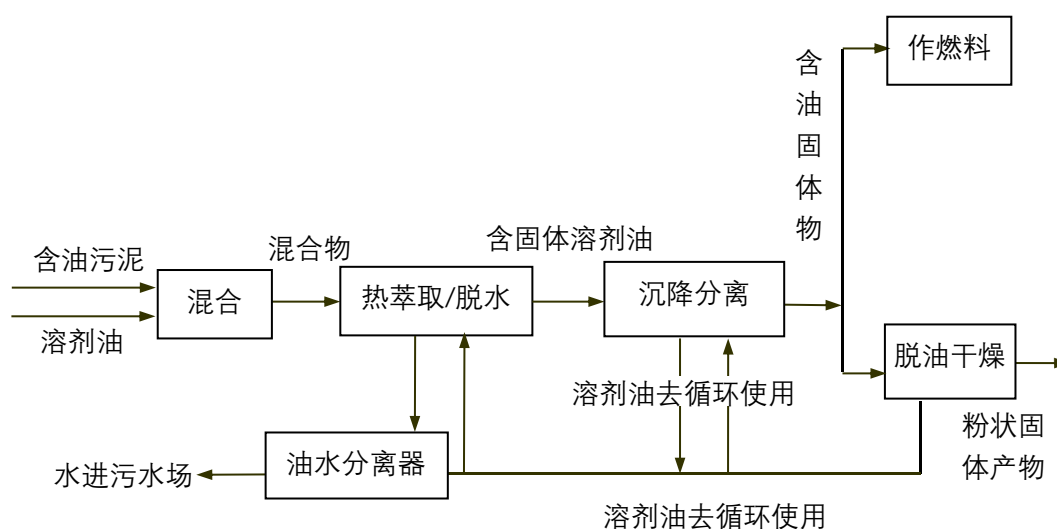 作燃料
含油固体物
含油污泥
混合物
含固体溶剂油
混合
热萃取/脱水
沉降分离
溶剂油
脱油干燥
溶剂油去循环使用
粉状固
体产物
油水分离器
水进污水场
溶剂油去循环使用